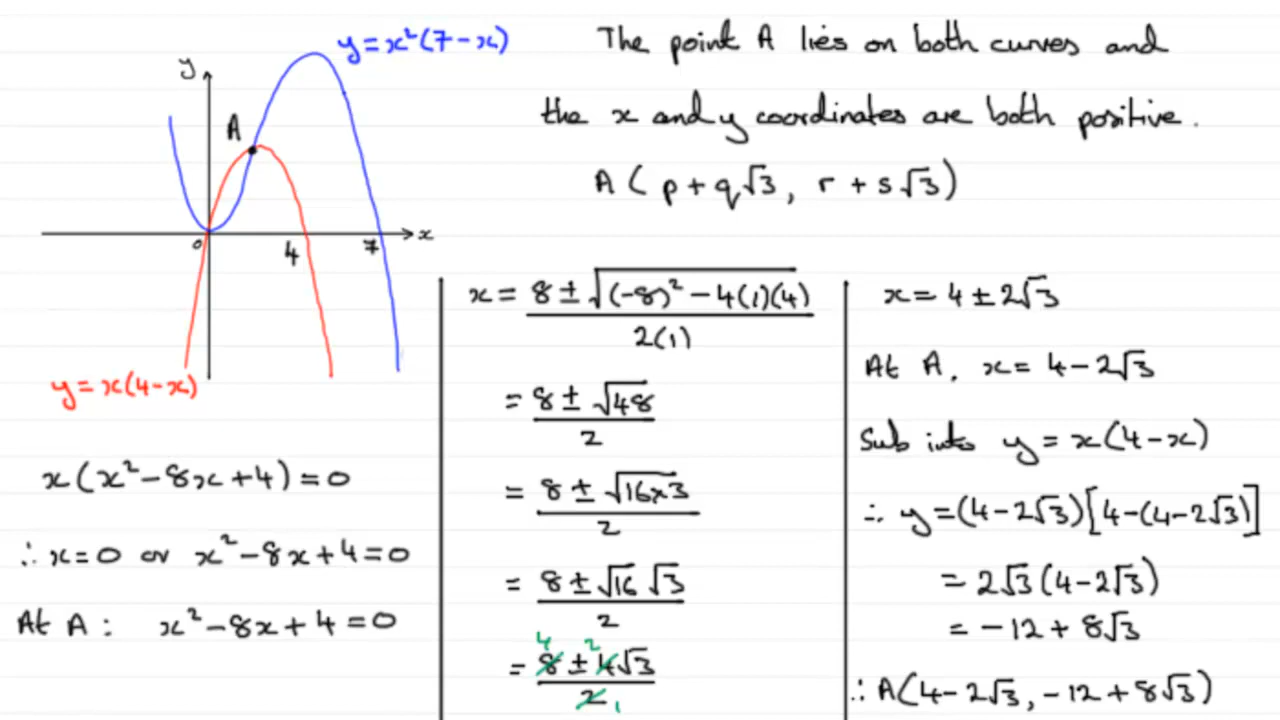 y = x²(7 − x)
y
A
0
4
7
x
y = x(4−x)
The point A lies on both curves and
the x and y coordinates are both positive.
A( p + q√3, r + s√3 )
x(x² − 8x + 4) = 0
∴ x = 0 or x² − 8x + 4 = 0
At A: x² − 8x + 4 = 0
x = 8 ± √(−8)² − 4(1)(4)
2(1)
= 8 ± √48
2
= 8 ± √16×3
2
= 8 ± √16 √3
2
4 2
= 8 ± 4√3
2 1
x = 4 ± 2√3
At A, x = 4 − 2√3
Sub into y = x(4 − x)
∴ y = (4 − 2√3)[4−(4−2√3)]
= 2√3(4 − 2√3)
= −12 + 8√3
∴ A(4−2√3, −12+8√3)